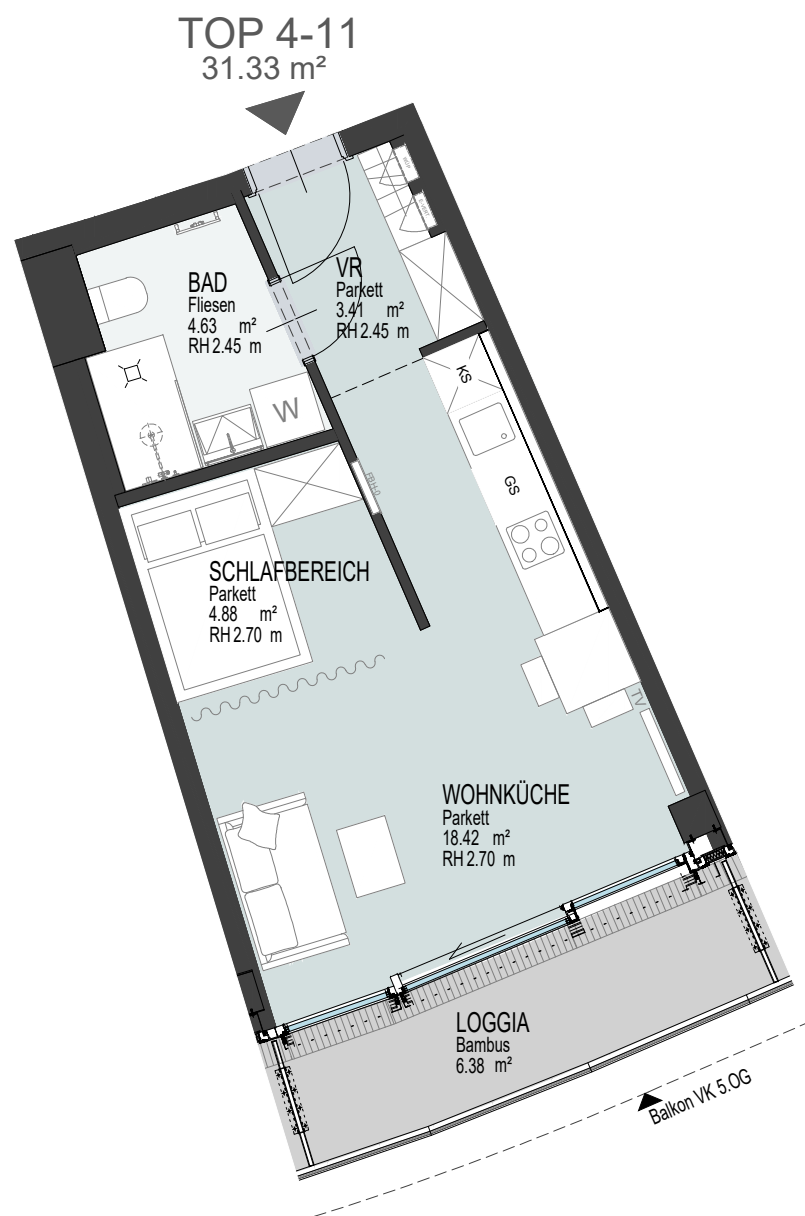 TOP 4-11
31.33 m²
BAD
Fliesen
4.63 m²
RH 2.45 m
VR
Parkett
3.41 m²
RH 2.45 m
W
KS
GS
FBH-D
SCHLAFBEREICH
Parkett
4.88 m²
RH 2.70 m
TV
WOHNKÜCHE
Parkett
18.42 m²
RH 2.70 m
LOGGIA
Bambus
6.38 m²
Balkon VK 5.OG